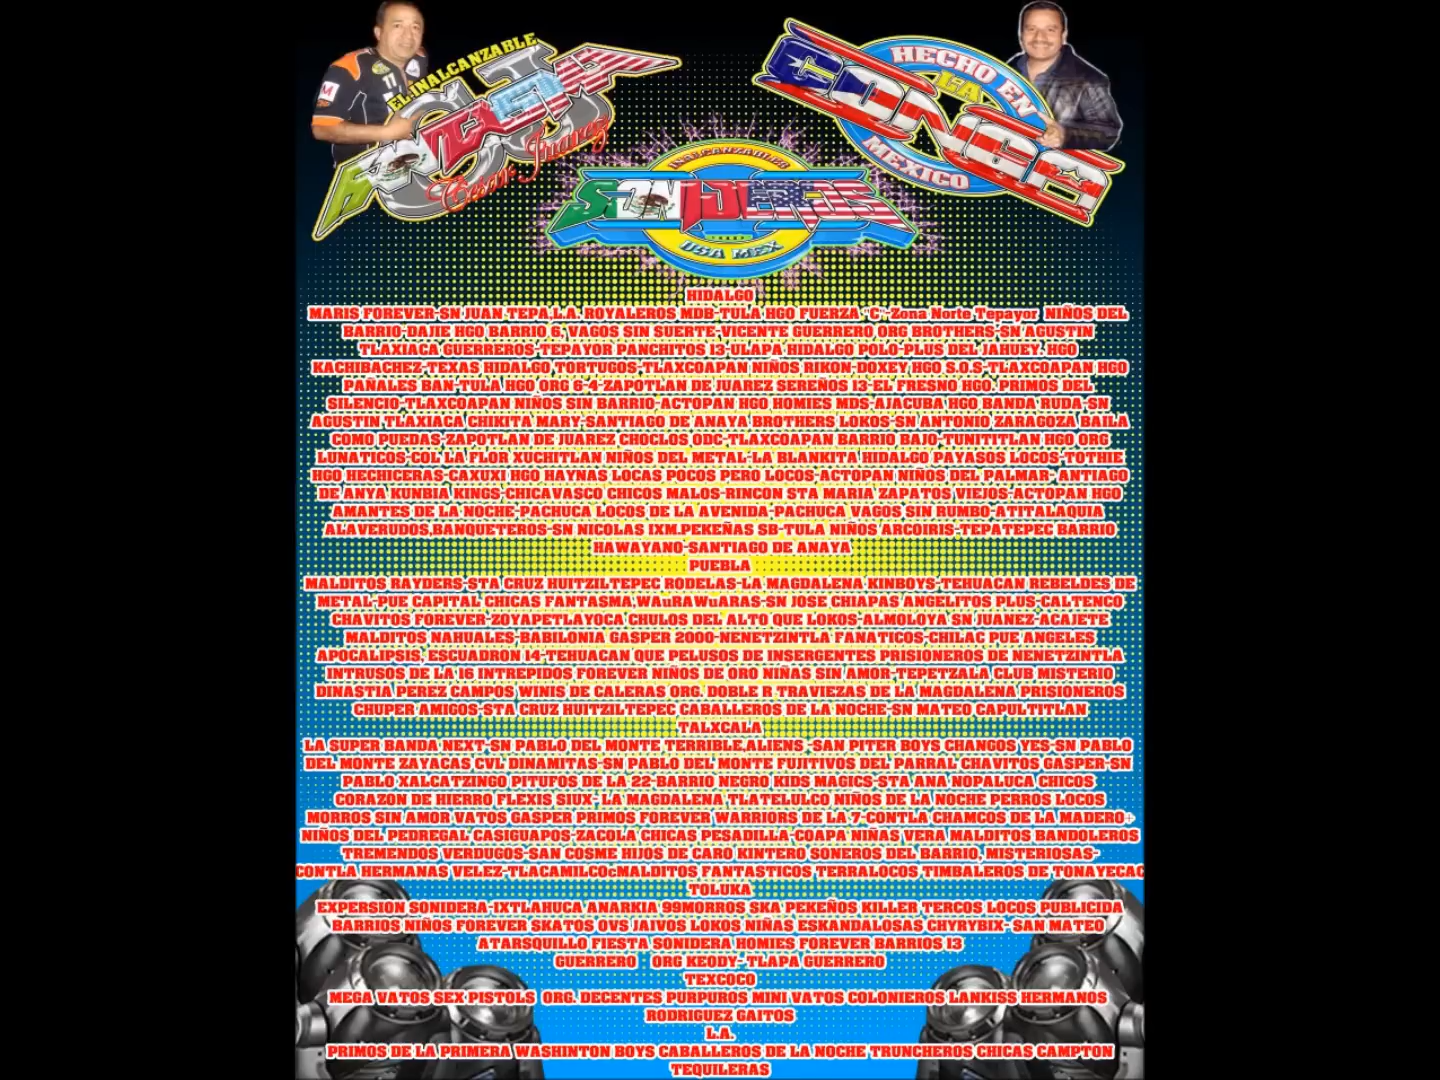 EL INALCANZABLE
CJ
FANTASMA
Cesar Juarez
HECHO EN
LA
CONGA
MEXICO
INALCANZABLES
SONIDEROS
USA MEX
HIDALGO
MARIS FOREVER-SN JUAN TEPA,L.A. ROYALEROS MDB-TULA HGO FUERZA "C"-Zona Norte Tepayor NIÑOS DEL
BARRIO-DAJIE HGO BARRIO 6, VAGOS SIN SUERTE-VICENTE GUERRERO ORG BROTHERS-SN AGUSTIN
TLAXIACA GUERREROS-TEPAYOR PANCHITOS 13-ULAPA HIDALGO POLO-PLUS DEL JAHUEY. HGO
KACHIBACHEZ-TEXAS HIDALGO TORTUGOS-TLAXCOAPAN NIÑOS RIKON-DOXEY HGO S.O.S-TLAXCOAPAN HGO
PAÑALES BAN-TULA HGO ORG 6-4-ZAPOTLAN DE JUAREZ SEREÑOS 13-EL FRESNO HGO. PRIMOS DEL
SILENCIO-TLAXCOAPAN NIÑOS SIN BARRIO-ACTOPAN HGO HOMIES MDS-AJACUBA HGO BANDA RUDA-SN
AGUSTIN TLAXIACA CHIKITA MARY-SANTIAGO DE ANAYA BROTHERS LOKOS-SN ANTONIO ZARAGOZA BAILA
COMO PUEDAS-ZAPOTLAN DE JUAREZ CHOCLOS ODC-TLAXCOAPAN BARRIO BAJO-TUNITITLAN HGO ORG
LUNATICOS-COL LA FLOR XUCHITLAN NIÑOS DEL METAL-LA BLANKITA HIDALGO PAYASOS LOCOS-TOTHIE
HGO HECHICERAS-CAXUXI HGO HAYNAS LOCAS POCOS PERO LOCOS-ACTOPAN NIÑOS DEL PALMAR- ANTIAGO
DE ANYA KUNBIA KINGS-CHICAVASCO CHICOS MALOS-RINCON STA MARIA ZAPATOS VIEJOS-ACTOPAN HGO
AMANTES DE LA NOCHE-PACHUCA LOCOS DE LA AVENIDA-PACHUCA VAGOS SIN RUMBO-ATITALAQUIA
ALAVERUDOS,BANQUETEROS-SN NICOLAS IXM.PEKEÑAS SB-TULA NIÑOS ARCOIRIS-TEPATEPEC BARRIO
HAWAYANO-SANTIAGO DE ANAYA
PUEBLA
MALDITOS RAYDERS-STA CRUZ HUITZILTEPEC RODELAS-LA MAGDALENA KINBOYS-TEHUACAN REBELDES DE
METAL-PUE CAPITAL CHICAS FANTASMA,WAuRAWuARAS-SN JOSE CHIAPAS ANGELITOS PLUS-CALTENCO
CHAVITOS FOREVER-ZOYAPETLAYOCA CHULOS DEL ALTO QUE LOKOS-ALMOLOYA SN JUANEZ-ACAJETE
MALDITOS NAHUALES-BABILONIA GASPER 2000-NENETZINTLA FANATICOS-CHILAC PUE ANGELES
APOCALIPSIS, ESCUADRON 14-TEHUACAN QUE PELUSOS DE INSERGENTES PRISIONEROS DE NENETZINTLA
INTRUSOS DE LA 16 INTREPIDOS FOREVER NIÑOS DE ORO NIÑAS SIN AMOR-TEPETZALA CLUB MISTERIO
DINASTIA PEREZ CAMPOS WINIS DE CALERAS ORG. DOBLE R TRAVIEZAS DE LA MAGDALENA PRISIONEROS
CHUPER AMIGOS-STA CRUZ HUITZILTEPEC CABALLEROS DE LA NOCHE-SN MATEO CAPULTITLAN
TALXCALA
LA SUPER BANDA NEXT-SN PABLO DEL MONTE TERRIBLE,ALIENS -SAN PITER BOYS CHANGOS YES-SN PABLO
DEL MONTE ZAYACAS CVL DINAMITAS-SN PABLO DEL MONTE FUJITIVOS DEL PARRAL CHAVITOS GASPER-SN
PABLO XALCATZINGO PITUFOS DE LA 22-BARRIO NEGRO KIDS MAGICS-STA ANA NOPALUCA CHICOS
CORAZON DE HIERRO FLEXIS SIUX- LA MAGDALENA TLATELULCO NIÑOS DE LA NOCHE PERROS LOCOS
MORROS SIN AMOR VATOS GASPER PRIMOS FOREVER WARRIORS DE LA 7-CONTLA CHAMCOS DE LA MADERO+
NIÑOS DEL PEDREGAL CASIGUAPOS-ZACOLA CHICAS PESADILLA-COAPA NIÑAS VERA MALDITOS BANDOLEROS
TREMENDOS VERDUGOS-SAN COSME HIJOS DE CARO KINTERO SONEROS DEL BARRIO, MISTERIOSAS-
CONTLA HERMANAS VELEZ-TLACAMILCOcMALDITOS FANTASTICOS TERRALOCOS TIMBALEROS DE TONAYECAC
TOLUKA
EXPERSION SONIDERA-IXTLAHUCA ANARKIA 99MORROS SKA PEKEÑOS KILLER TERCOS LOCOS PUBLICIDA
BARRIOS NIÑOS FOREVER SKATOS OVS JAIVOS LOKOS NIÑAS ESKANDALOSAS CHYRYBIX- SAN MATEO
ATARSQUILLO FIESTA SONIDERA HOMIES FOREVER BARRIOS 13
GUERRERO ORG KEODY- TLAPA GUERRERO
TEXCOCO
MEGA VATOS SEX PISTOLS ORG. DECENTES PURPUROS MINI VATOS COLONIEROS LANKISS HERMANOS
RODRIGUEZ GAITOS
L.A.
PRIMOS DE LA PRIMERA WASHINTON BOYS CABALLEROS DE LA NOCHE TRUNCHEROS CHICAS CAMPTON
TEQUILERAS